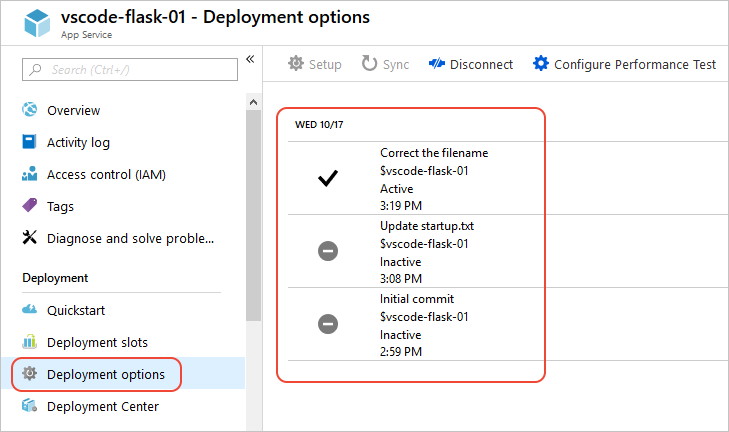 vscode-flask-01 - Deployment options
App Service
Search (Ctrl+/)
«
Setup
Sync
Disconnect
Configure Performance Test
Overview
Activity log
Access control (IAM)
Tags
Diagnose and solve proble...
Deployment
Quickstart
Deployment slots
Deployment options
Deployment Center
WED 10/17
Correct the filename
$vscode-flask-01
Active
3:19 PM
Update startup.txt
$vscode-flask-01
Inactive
3:08 PM
Initial commit
$vscode-flask-01
Inactive
2:59 PM